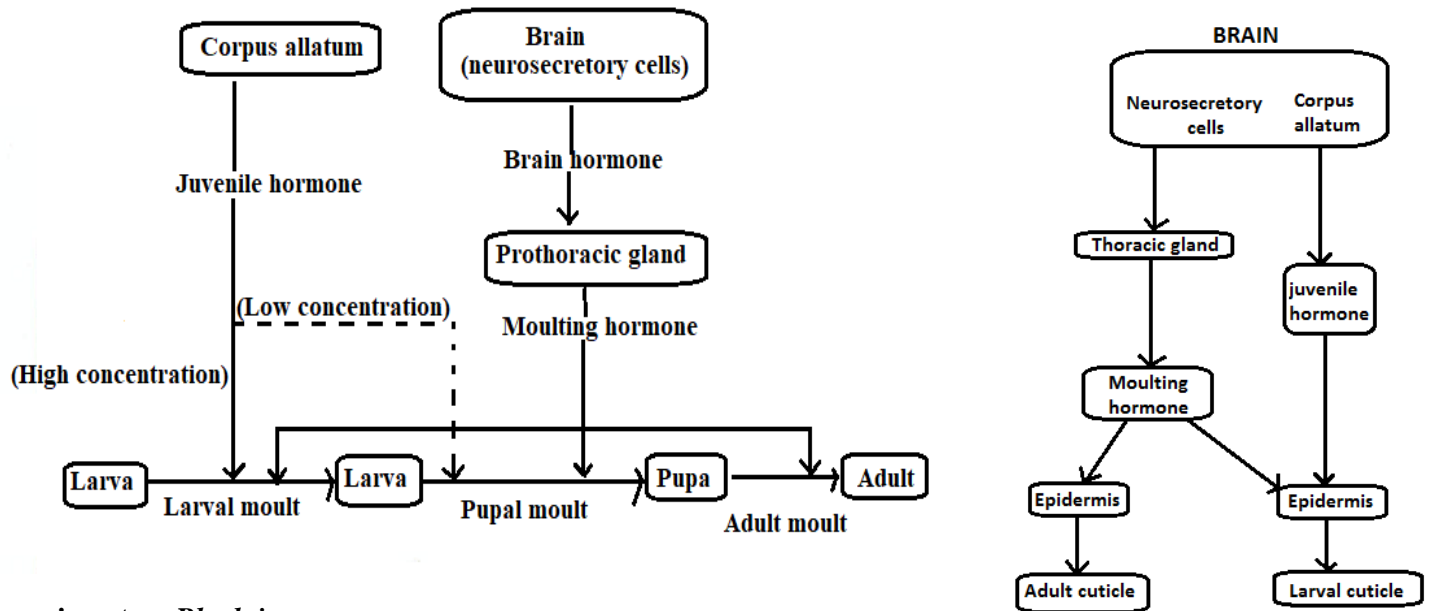 Corpus allatum
Brain
(neurosecretory cells)
Brain hormone
Juvenile hormone
Prothoracic gland
(Low concentration)
Moulting hormone
(High concentration)
Larva
Larval moult
Larva
Pupal moult
Pupa
Adult moult
Adult
BRAIN
Neurosecretory
cells
Corpus
allatum
Thoracic gland
juvenile
hormone
Moulting
hormone
Epidermis
Epidermis
Adult cuticle
Larval cuticle